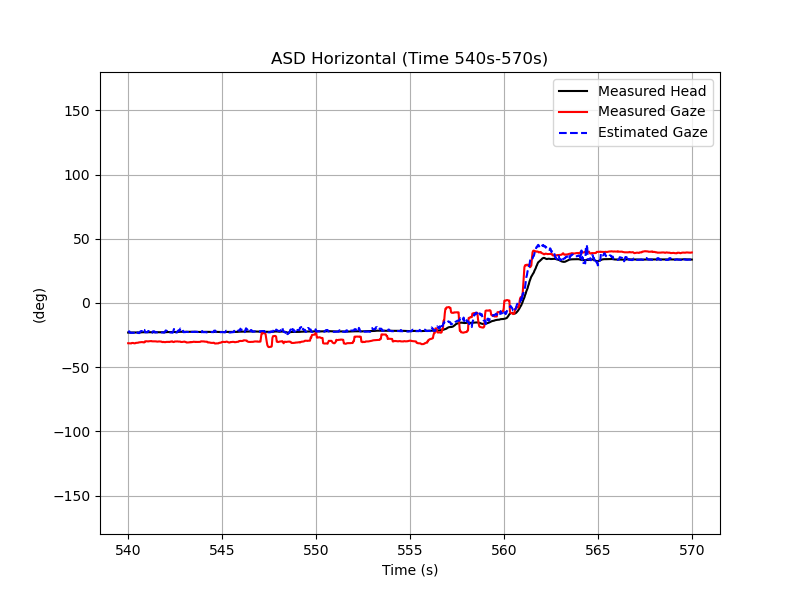 ASD Horizontal (Time 540s-570s)
Measured Head
Measured Gaze
Estimated Gaze
150
100
50
0
−50
−100
−150
(deg)
540 545 550 555 560 565 570
Time (s)